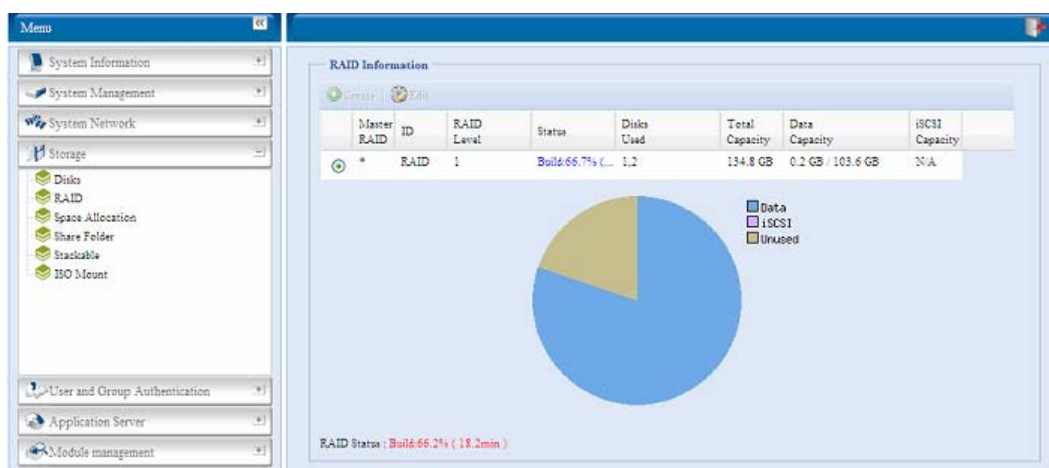 Menu
System Information
System Management
System Network
Storage
Disks
RAID
Space Allocation
Share Folder
Stackable
ISO Mount
User and Group Authentication
Application Server
Module management
RAID Information
Create Edit
Master RAID ID RAID Level Status Disks Used Total Capacity Data Capacity iSCSI Capacity
* RAID 1 Build:66.7% (... 1,2 134.8 GB 0.2 GB / 103.6 GB N/A
Data
iSCSI
Unused
RAID Status : Build:66.2% ( 18.2min )